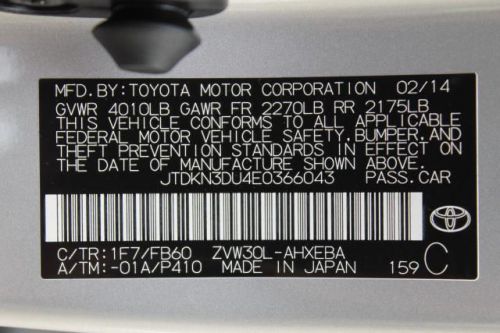 MFD.BY:TOYOTA MOTOR CORPORATION 02/14
GVWR 4010LB GAWR FR 2270LB RR 2175LB
THIS VEHICLE CONFORMS TO ALL APPLICABLE
FEDERAL MOTOR VEHICLE SAFETY,BUMPER,AND
THEFT PREVENTION STANDARDS IN EFFECT ON
THE DATE OF MANUFACTURE SHOWN ABOVE.
JTDKN3DU4E0366043 PASS.CAR
C/TR:1F7/FB60 ZVW30L-AHXEBA
A/TM:-01A/P410 MADE IN JAPAN 159 C